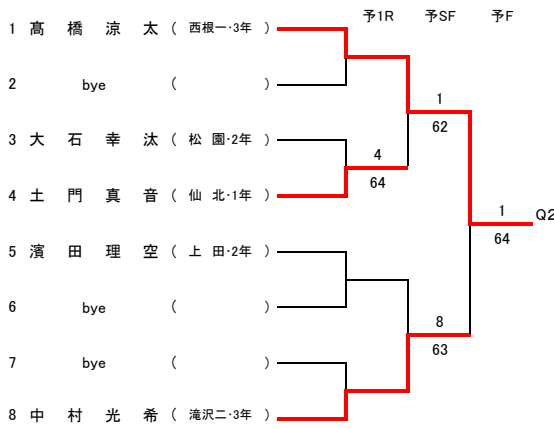 予1R 予SF 予F
1 髙橋涼太 ( 西根一・3年 )
2 bye ( )
1
62
3 大石幸汰 ( 松園・2年 )
4
64
4 土門真音 ( 仙北・1年 )
1
64
Q2
5 濱田理空 ( 上田・2年 )
6 bye ( )
8
63
7 bye ( )
8 中村光希 ( 滝沢二・3年 )